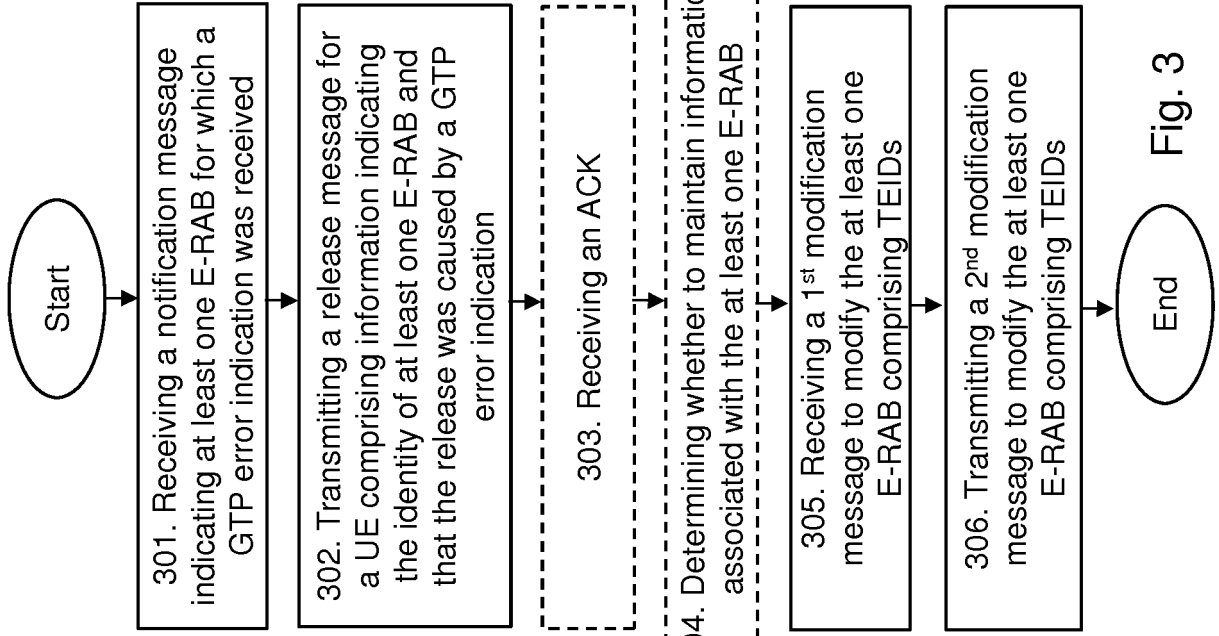 Start
301. Receiving a notification message
indicating at least one E-RAB for which a
GTP error indication was received
302. Transmitting a release message for
a UE comprising information indicating
the identity of at least one E-RAB and
that the release was caused by a GTP
error indication
303. Receiving an ACK
04. Determining whether to maintain informatio
associated with the at least one E-RAB
305. Receiving a 1st modification
message to modify the at least one
E-RAB comprising TEIDs
306. Transmitting a 2nd modification
message to modify the at least one
E-RAB comprising TEIDs
End
Fig. 3